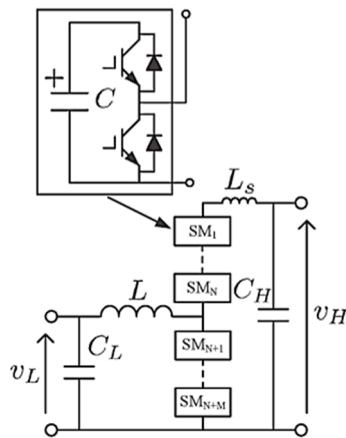 +
C
L_s
SM_1
SM_N
L
C_H
SM_{N+1}
C_L
v_H
v_L
SM_{N+M}